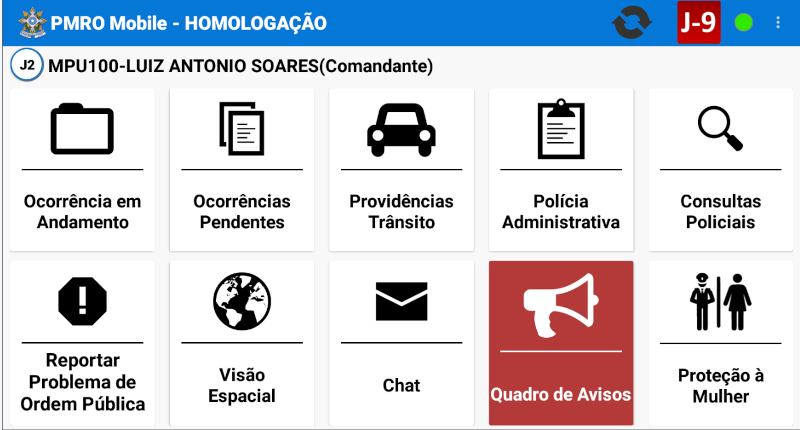 PMRO Mobile - HOMOLOGAÇÃO
J-9
J2
MPU100-LUIZ ANTONIO SOARES(Comandante)
Ocorrência em
Andamento
Ocorrências
Pendentes
Providências
Trânsito
Polícia
Administrativa
Consultas
Policiais
Reportar
Problema de
Ordem Pública
Visão
Espacial
Chat
Quadro de Avisos
Proteção à
Mulher